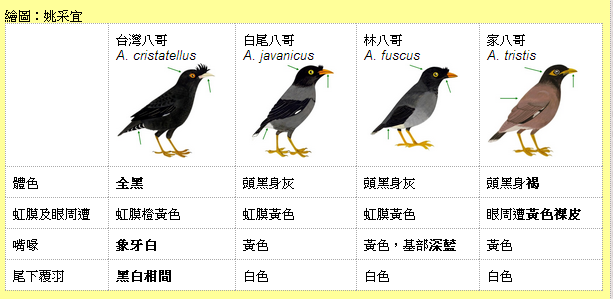 繪圖：姚采宜
台灣八哥 白尾八哥 林八哥 家八哥
A. cristatellus A. javanicus A. fuscus A. tristis
體色 全黑 頭黑身灰 頭黑身灰 頭黑身褐
虹膜及眼周遭 虹膜橙黃色 虹膜黃色 虹膜黃色 眼周遭黃色裸皮
嘴喙 象牙白 黃色 黃色，基部深藍 黃色
尾下覆羽 黑白相間 白色 白色 白色